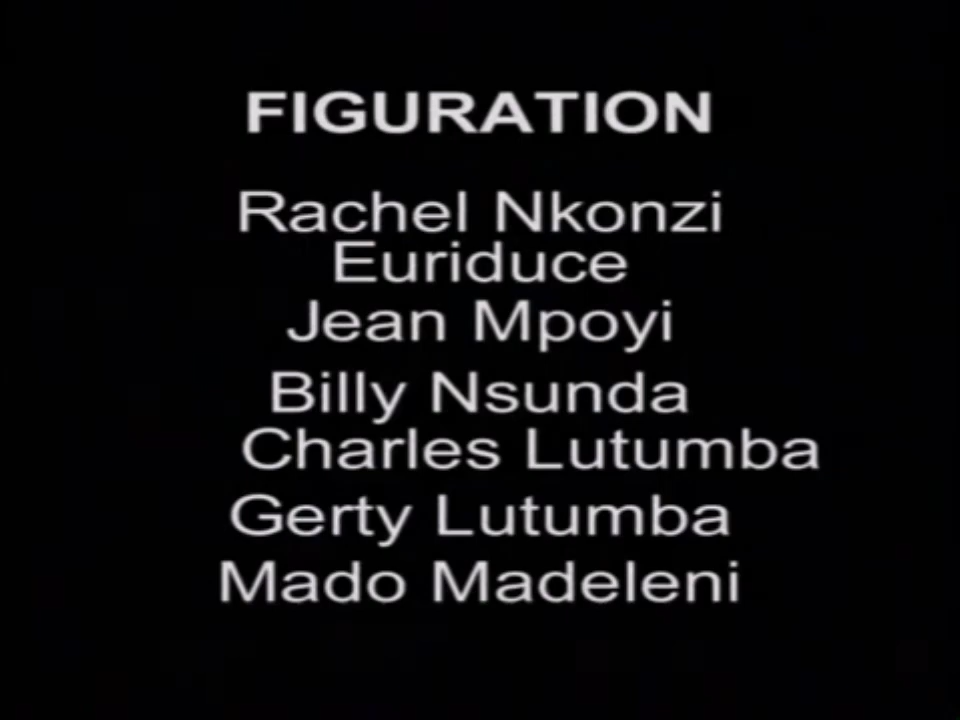 FIGURATION
Rachel Nkonzi
Euriduce
Jean Mpoyi
Billy Nsunda
Charles Lutumba
Gerty Lutumba
Mado Madeleni